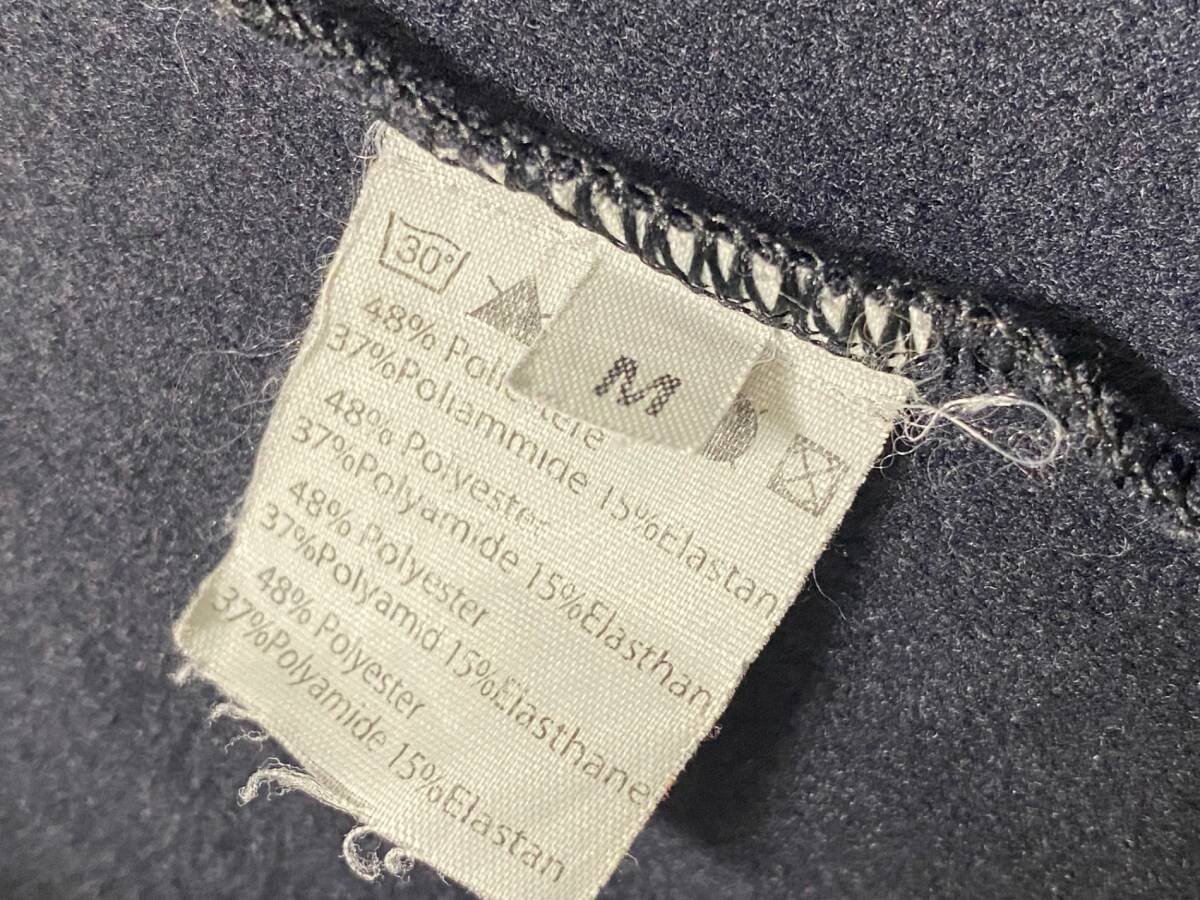 30°
M
48% Poliestere
37%Poliammide 15%Elastan
48% Polyester
37%Polyamide 15%Elasthan
48% Polyester
37%Polyamid 15%Elasthane
48% Polyester
37%Polyamide 15%Elastan